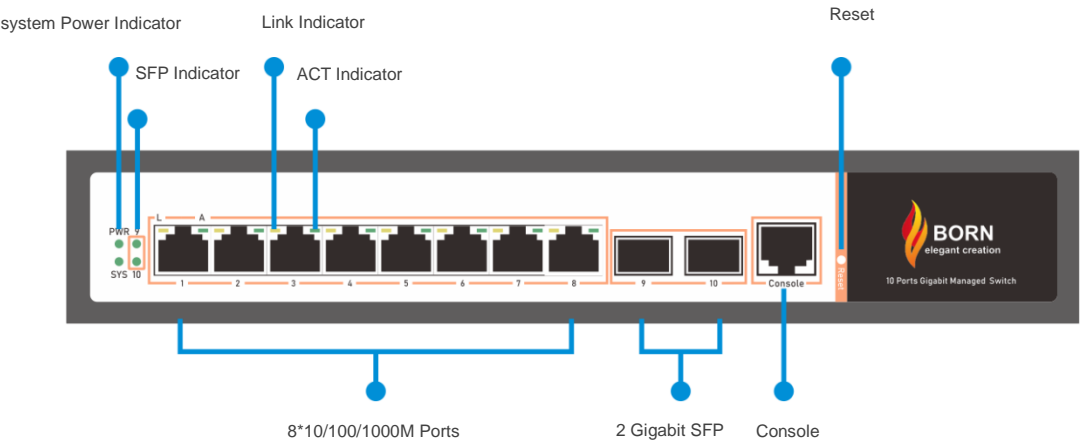 system Power Indicator
Link Indicator
Reset
SFP Indicator
ACT Indicator
L A
PWR 9
SYS 10
1 2 3 4 5 6 7 8
9 10
Console
Reset
BORN
elegant creation
10 Ports Gigabit Managed Switch
8*10/100/1000M Ports
2 Gigabit SFP
Console